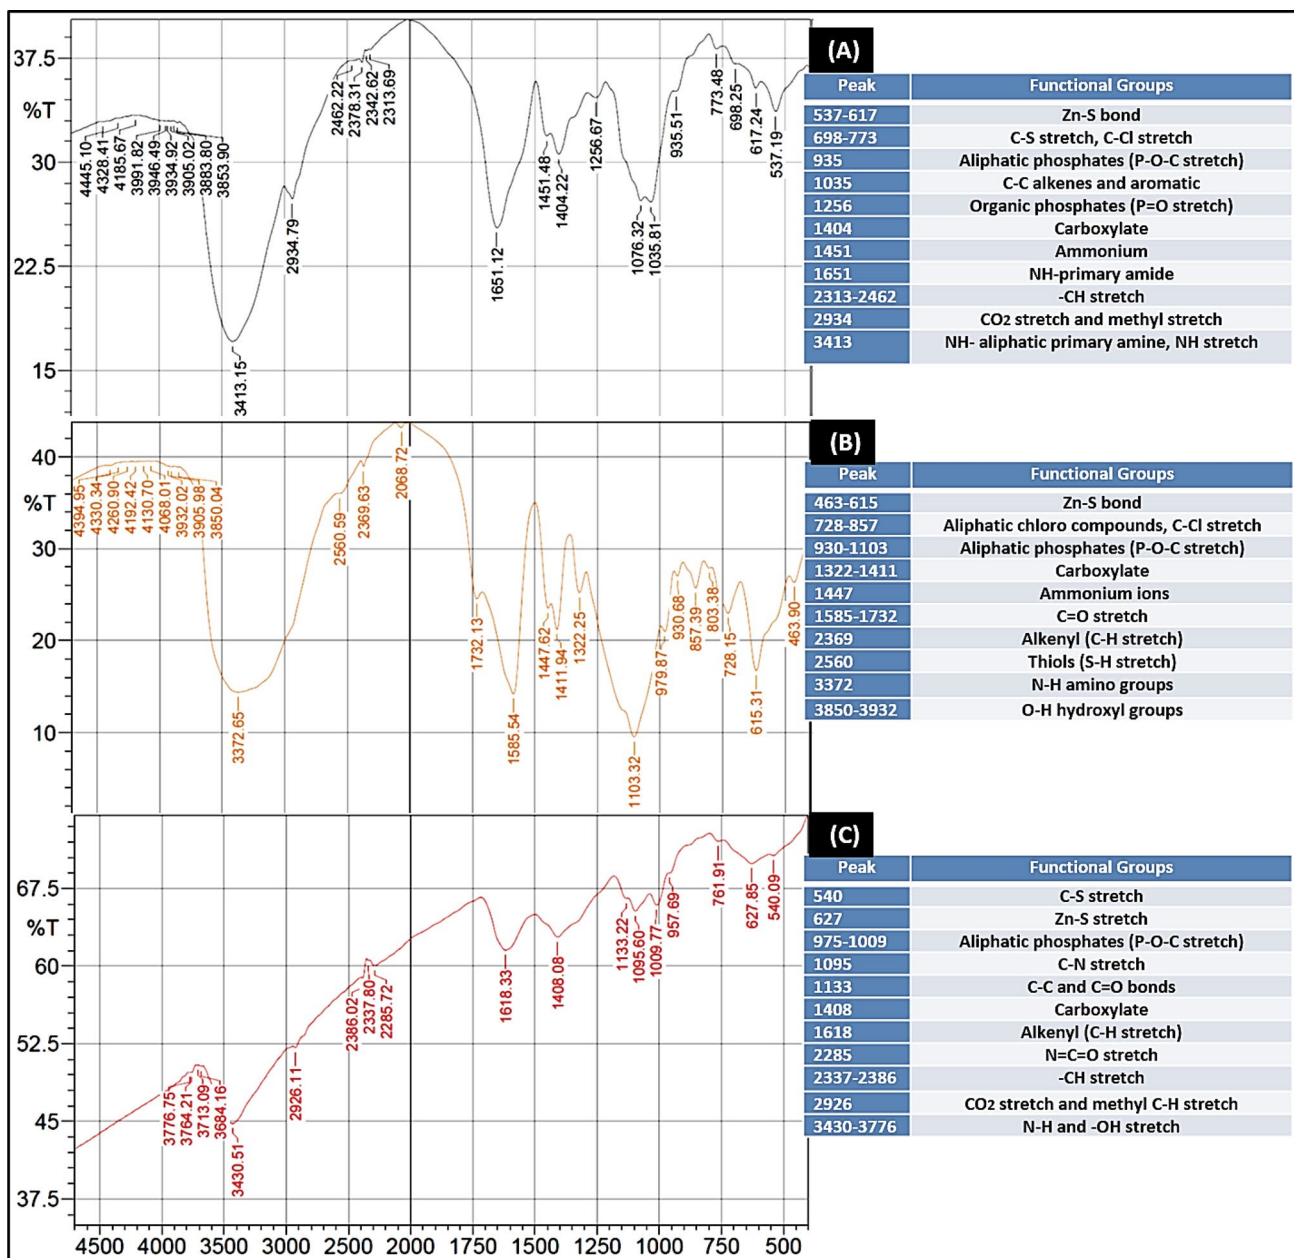 (A)
37.5
%T
30
22.5
15
4445.10
4328.41
4185.67
3991.82
3946.49
3934.92
3905.02
3883.80
3853.90
3413.15
2934.79
2462.22
2378.31
2342.62
2313.69
1651.12
1451.48
1404.22
1256.67
1076.32
1035.81
935.51
773.48
698.25
617.24
537.19
Peak Functional Groups
537-617 Zn-S bond
698-773 C-S stretch, C-Cl stretch
935 Aliphatic phosphates (P-O-C stretch)
1035 C-C alkenes and aromatic
1256 Organic phosphates (P=O stretch)
1404 Carboxylate
1451 Ammonium
1651 NH-primary amide
2313-2462 -CH stretch
2934 CO2 stretch and methyl stretch
3413 NH- aliphatic primary amine, NH stretch
(B)
40
%T
30
20
10
4394.95
4330.34
4260.90
4192.42
4130.70
4068.01
3932.02
3905.98
3850.04
3372.65
2560.59
2369.63
2068.72
1732.13
1585.54
1447.62
1411.94
1322.25
1103.32
979.87
930.68
857.39
803.38
728.15
615.31
463.90
Peak Functional Groups
463-615 Zn-S bond
728-857 Aliphatic chloro compounds, C-Cl stretch
930-1103 Aliphatic phosphates (P-O-C stretch)
1322-1411 Carboxylate
1447 Ammonium ions
1585-1732 C=O stretch
2369 Alkenyl (C-H stretch)
2560 Thiols (S-H stretch)
3372 N-H amino groups
3850-3932 O-H hydroxyl groups
(C)
67.5
%T
60
52.5
45
37.5
3776.75
3764.21
3713.09
3684.16
3430.51
2926.11
2386.02
2337.80
2285.72
1618.33
1408.08
1133.22
1095.60
1009.77
957.69
761.91
627.85
540.09
4500 4000 3500 3000 2500 2000 1750 1500 1250 1000 750 500
Peak Functional Groups
540 C-S stretch
627 Zn-S stretch
975-1009 Aliphatic phosphates (P-O-C stretch)
1095 C-N stretch
1133 C-C and C=O bonds
1408 Carboxylate
1618 Alkenyl (C-H stretch)
2285 N=C=O stretch
2337-2386 -CH stretch
2926 CO2 stretch and methyl C-H stretch
3430-3776 N-H and -OH stretch